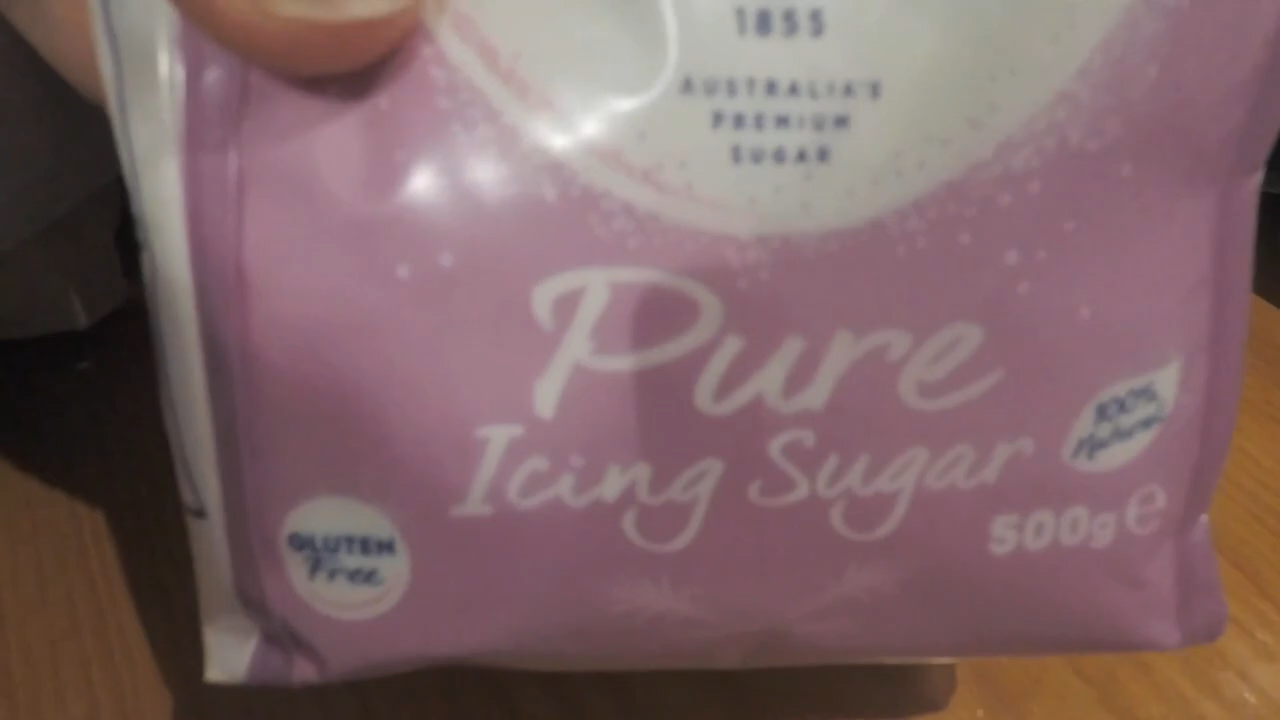 1855
AUSTRALIA'S
PREMIUM
SUGAR
Pure
Icing Sugar
100%
Natural
500g e
GLUTEN
Free